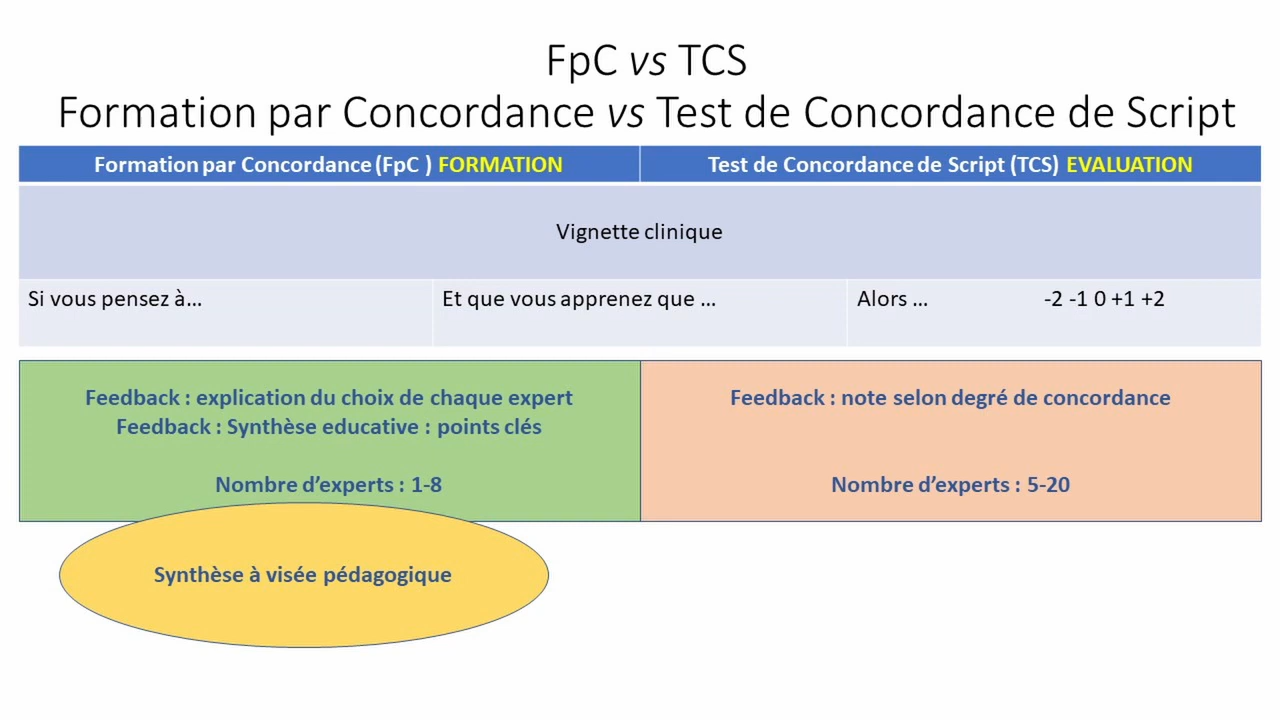 FpC vs TCS
Formation par Concordance vs Test de Concordance de Script
Formation par Concordance (FpC ) FORMATION
Test de Concordance de Script (TCS) EVALUATION
Vignette clinique
Si vous pensez à...
Et que vous apprenez que ...
Alors ... -2 -1 0 +1 +2
Feedback : explication du choix de chaque expert
Feedback : Synthèse educative : points clés
Nombre d’experts : 1-8
Feedback : note selon degré de concordance
Nombre d’experts : 5-20
Synthèse à visée pédagogique